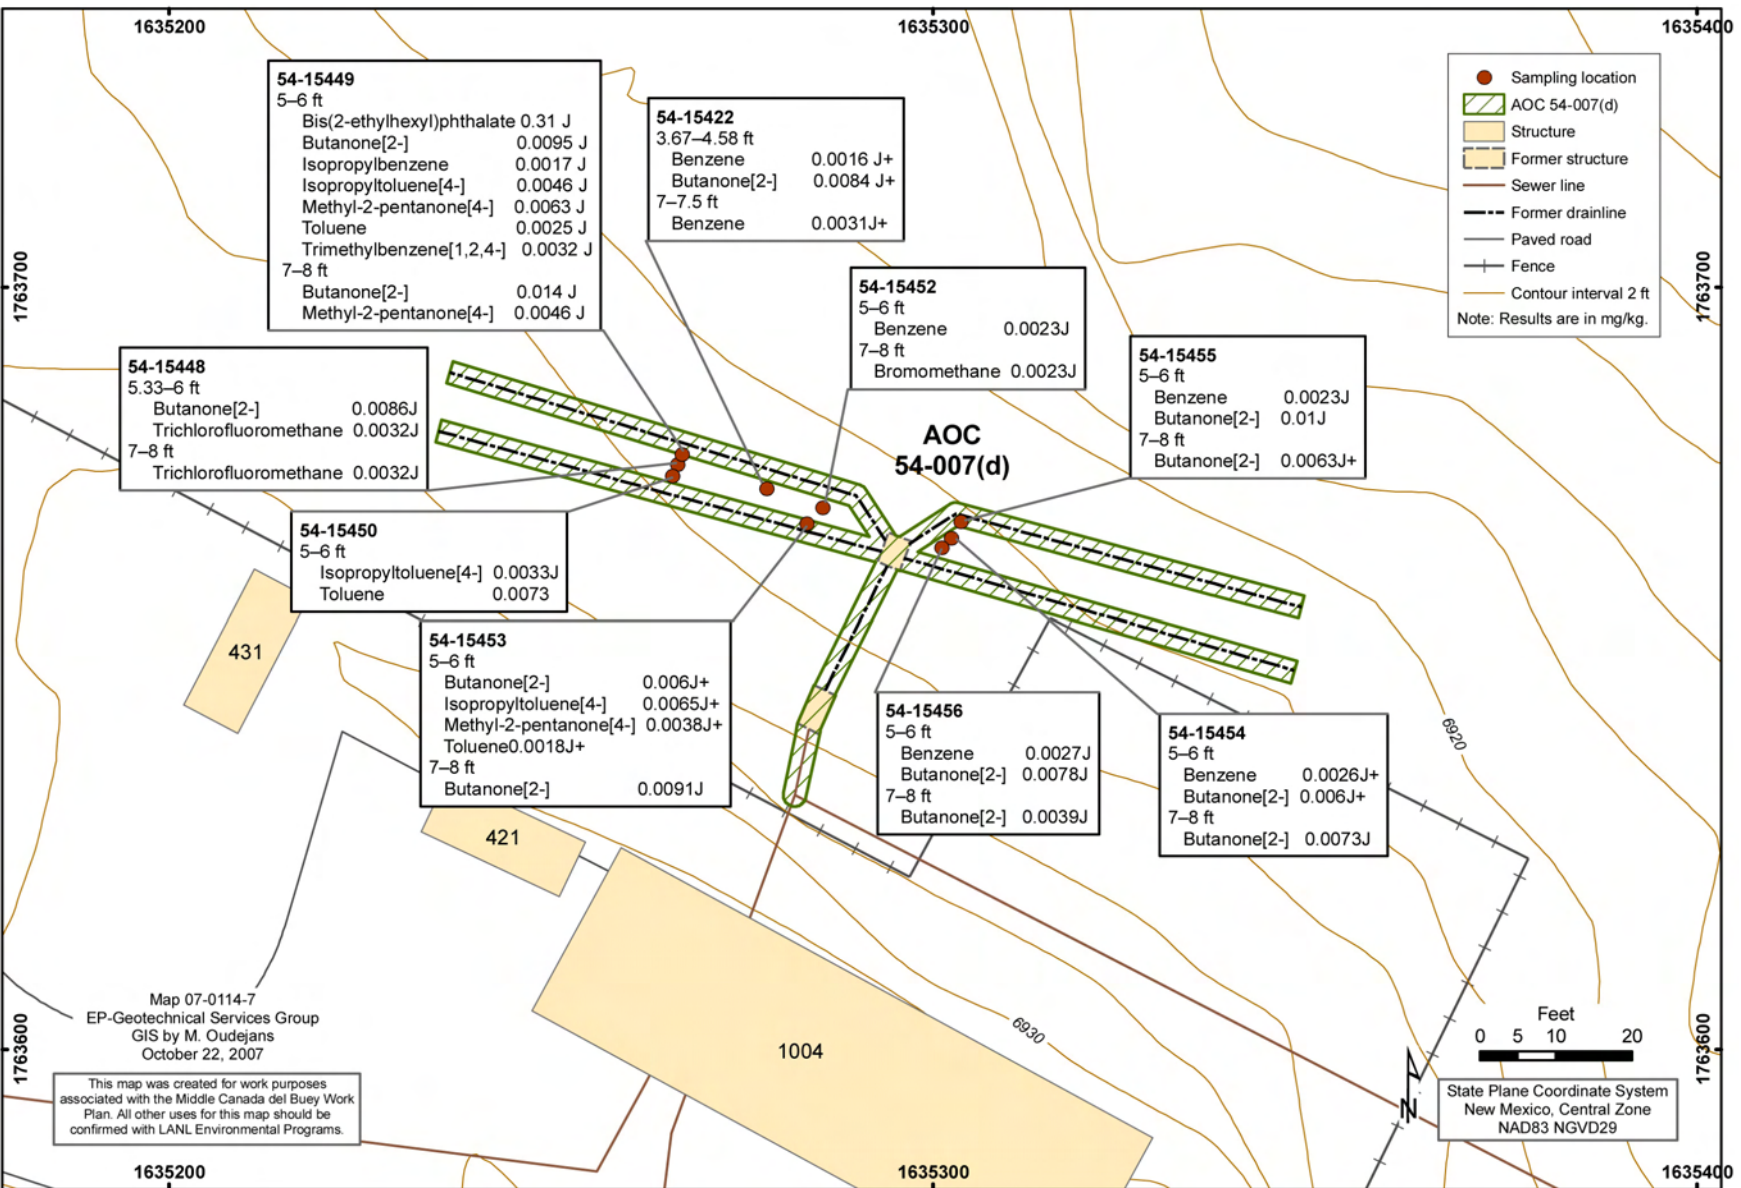 1635200
1635300
1635400
54-15449
5–6 ft
Bis(2-ethylhexyl)phthalate 0.31 J
Butanone[2-] 0.0095 J
Isopropylbenzene 0.0017 J
Isopropyltoluene[4-] 0.0046 J
Methyl-2-pentanone[4-] 0.0063 J
Toluene 0.0025 J
Trimethylbenzene[1,2,4-] 0.0032 J
7–8 ft
Butanone[2-] 0.014 J
Methyl-2-pentanone[4-] 0.0046 J
54-15422
3.67–4.58 ft
Benzene 0.0016 J+
Butanone[2-] 0.0084 J+
7–7.5 ft
Benzene 0.0031J+
Sampling location
AOC 54-007(d)
Structure
Former structure
Sewer line
Former drainline
Paved road
Fence
Contour interval 2 ft
Note: Results are in mg/kg.
1763700
1763700
54-15452
5–6 ft
Benzene 0.0023J
7–8 ft
Bromomethane 0.0023J
54-15455
5–6 ft
Benzene 0.0023J
Butanone[2-] 0.01J
7–8 ft
Butanone[2-] 0.0063J+
54-15448
5.33–6 ft
Butanone[2-] 0.0086J
Trichlorofluoromethane 0.0032J
7–8 ft
Trichlorofluoromethane 0.0032J
AOC
54-007(d)
54-15450
5–6 ft
Isopropyltoluene[4-] 0.0033J
Toluene 0.0073
431
54-15453
5–6 ft
Butanone[2-] 0.006J+
Isopropyltoluene[4-] 0.0065J+
Methyl-2-pentanone[4-] 0.0038J+
Toluene0.0018J+
7–8 ft
Butanone[2-] 0.0091J
54-15456
5–6 ft
Benzene 0.0027J
Butanone[2-] 0.0078J
7–8 ft
Butanone[2-] 0.0039J
54-15454
5–6 ft
Benzene 0.0026J+
Butanone[2-] 0.006J+
7–8 ft
Butanone[2-] 0.0073J
6920
421
1004
6930
Map 07-0114-7
EP-Geotechnical Services Group
GIS by M. Oudejans
October 22, 2007
This map was created for work purposes
associated with the Middle Canada del Buey Work
Plan. All other uses for this map should be
confirmed with LANL Environmental Programs.
1763600
1763600
Feet
0 5 10 20
N
State Plane Coordinate System
New Mexico, Central Zone
NAD83 NGVD29
1635200
1635300
1635400